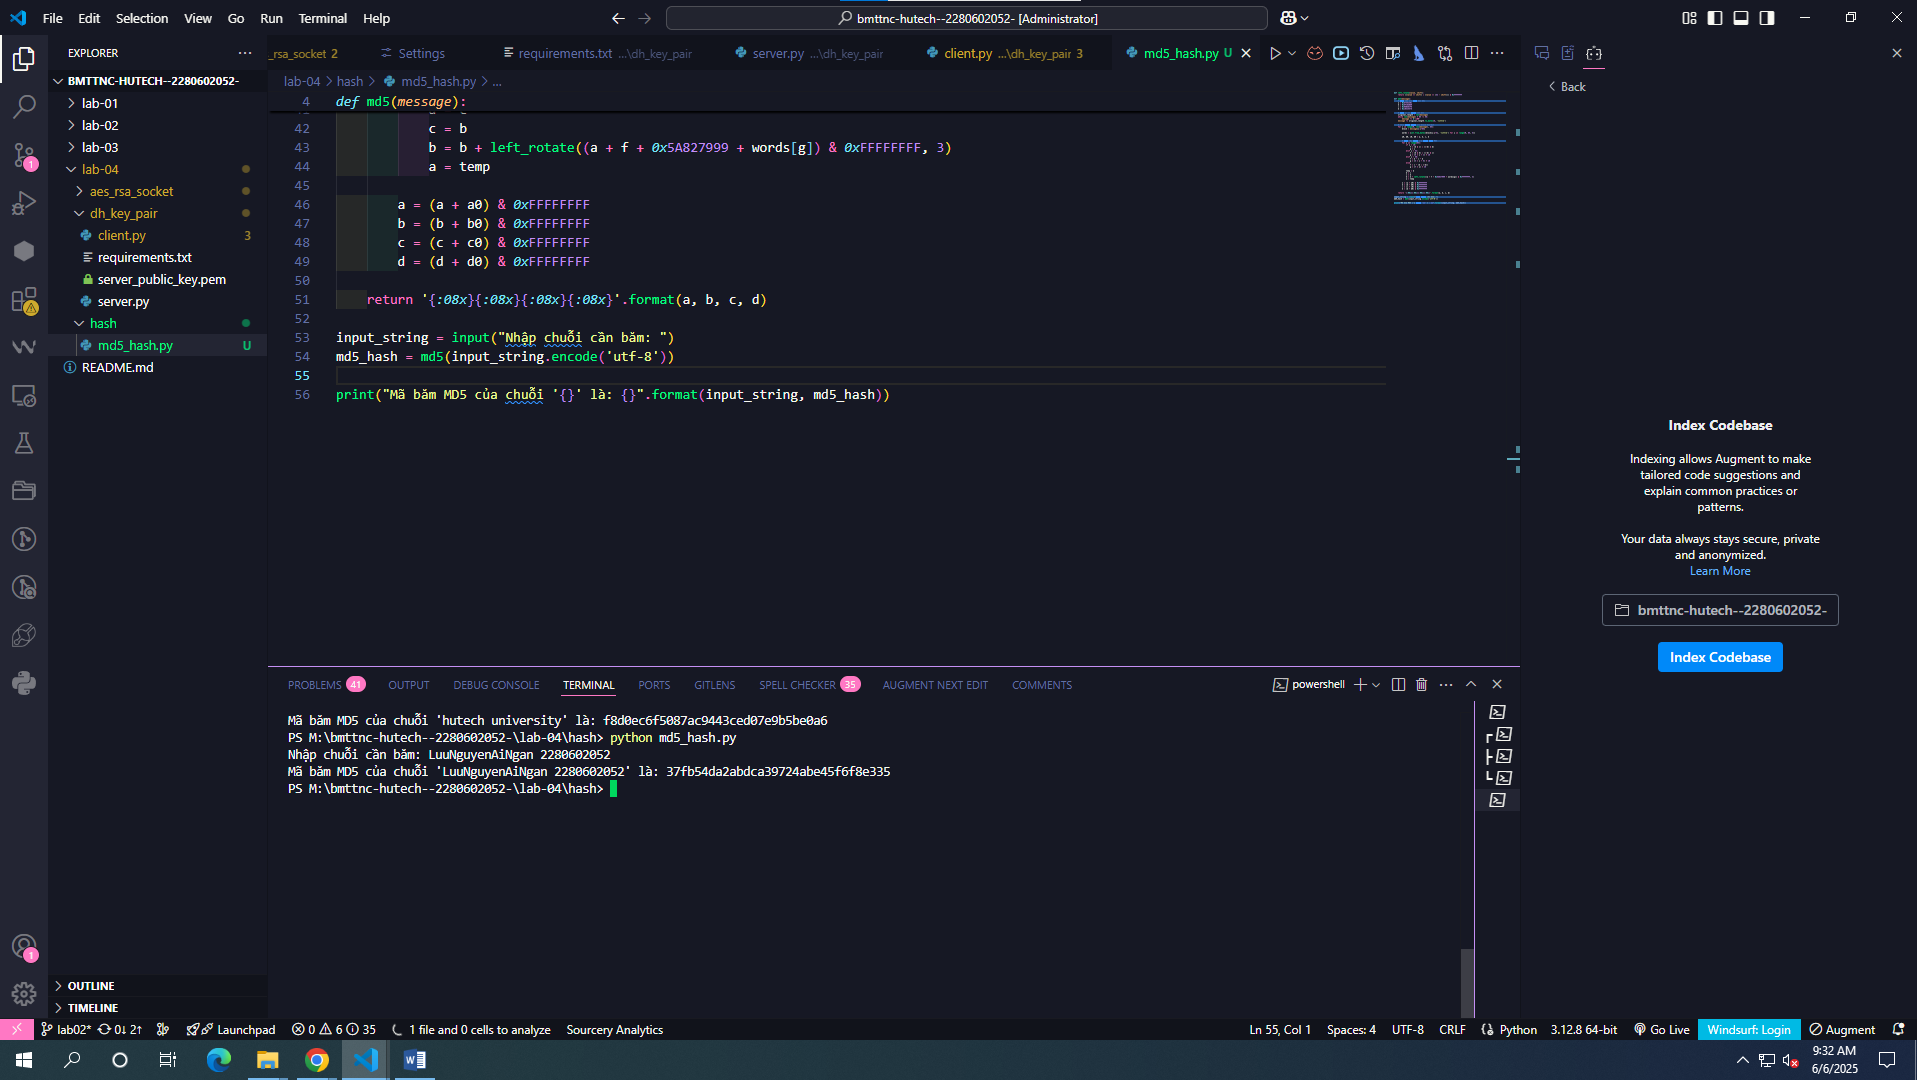 File Edit Selection View Go Run Terminal Help
bmttnc-hutech--2280602052- [Administrator]
EXPLORER
BMTTNC-HUTECH--2280602052-
lab-01
lab-02
lab-03
lab-04
aes_rsa_socket
dh_key_pair
client.py 3
requirements.txt
server_public_key.pem
server.py
hash
md5_hash.py U
README.md
OUTLINE
TIMELINE
_rsa_socket 2 Settings requirements.txt ...\dh_key_pair server.py ...\dh_key_pair client.py ...\dh_key_pair 3 md5_hash.py U
lab-04 > hash > md5_hash.py > ...
4 def md5(message):
42 c = b
43 b = b + left_rotate((a + f + 0x5A827999 + words[g]) & 0xFFFFFFFF, 3)
44 a = temp
45
46 a = (a + a0) & 0xFFFFFFFF
47 b = (b + b0) & 0xFFFFFFFF
48 c = (c + c0) & 0xFFFFFFFF
49 d = (d + d0) & 0xFFFFFFFF
50
51 return '{:08x}{:08x}{:08x}{:08x}'.format(a, b, c, d)
52
53 input_string = input("Nhập chuỗi cần băm: ")
54 md5_hash = md5(input_string.encode('utf-8'))
55
56 print("Mã băm MD5 của chuỗi '{}' là: {}".format(input_string, md5_hash))
PROBLEMS 41 OUTPUT DEBUG CONSOLE TERMINAL PORTS GITLENS SPELL CHECKER 35 AUGMENT NEXT EDIT COMMENTS
powershell
Mã băm MD5 của chuỗi 'hutech university' là: f8d0ec6f5087ac9443ced07e9b5be0a6
PS M:\bmttnc-hutech--2280602052-\lab-04\hash> python md5_hash.py
Nhập chuỗi cần băm: LuuNguyenAiNgan 2280602052
Mã băm MD5 của chuỗi 'LuuNguyenAiNgan 2280602052' là: 37fb54da2abdca39724abe45f6f8e335
PS M:\bmttnc-hutech--2280602052-\lab-04\hash>
Back
Index Codebase
Indexing allows Augment to make
tailored code suggestions and
explain common practices or
patterns.
Your data always stays secure, private
and anonymized.
Learn More
bmttnc-hutech--2280602052-
Index Codebase
lab02* 0↓ 2↑ Launchpad 0 6 35 1 file and 0 cells to analyze Sourcery Analytics
Ln 55, Col 1 Spaces: 4 UTF-8 CRLF Python 3.12.8 64-bit Go Live Windsurf: Login Augment
9:32 AM
6/6/2025